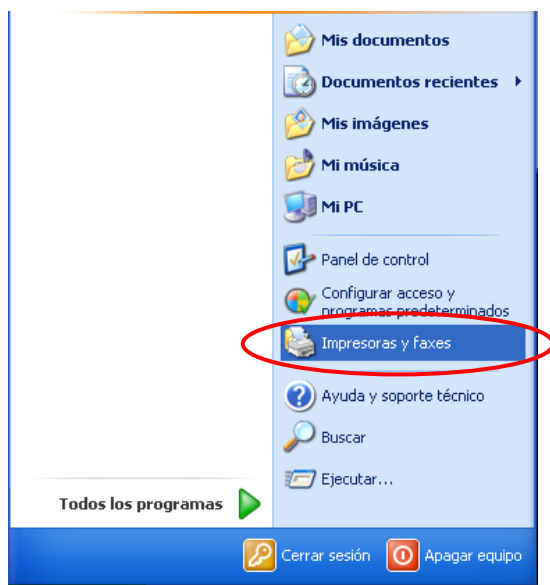 Mis documentos
Documentos recientes
Mis imágenes
Mi música
Mi PC
Panel de control
Configurar acceso y
programas predeterminados
Impresoras y faxes
Ayuda y soporte técnico
Buscar
Ejecutar...
Todos los programas
Cerrar sesión
Apagar equipo